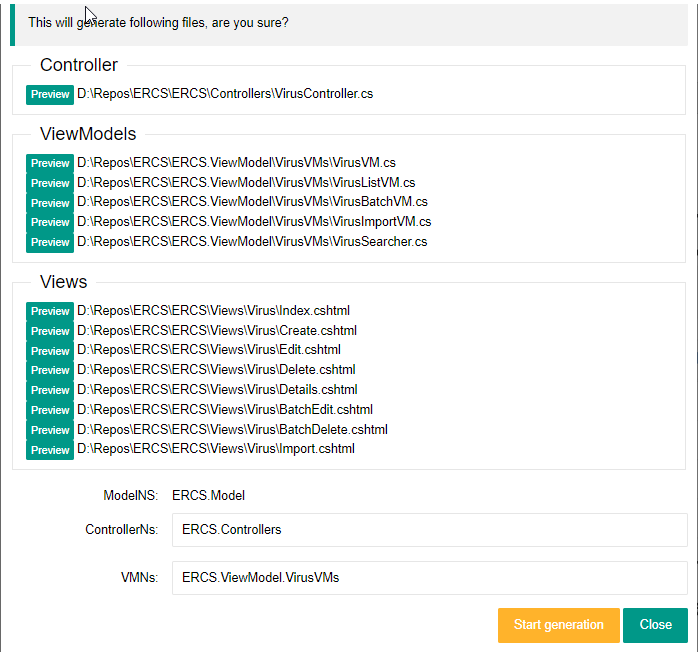 This will generate following files, are you sure?
Controller
Preview D:\Repos\ERCS\ERCS\Controllers\VirusController.cs
ViewModels
Preview D:\Repos\ERCS\ERCS.ViewModel\VirusVMs\VirusVM.cs
Preview D:\Repos\ERCS\ERCS.ViewModel\VirusVMs\VirusListVM.cs
Preview D:\Repos\ERCS\ERCS.ViewModel\VirusVMs\VirusBatchVM.cs
Preview D:\Repos\ERCS\ERCS.ViewModel\VirusVMs\VirusImportVM.cs
Preview D:\Repos\ERCS\ERCS.ViewModel\VirusVMs\VirusSearcher.cs
Views
Preview D:\Repos\ERCS\ERCS\Views\Virus\Index.cshtml
Preview D:\Repos\ERCS\ERCS\Views\Virus\Create.cshtml
Preview D:\Repos\ERCS\ERCS\Views\Virus\Edit.cshtml
Preview D:\Repos\ERCS\ERCS\Views\Virus\Delete.cshtml
Preview D:\Repos\ERCS\ERCS\Views\Virus\Details.cshtml
Preview D:\Repos\ERCS\ERCS\Views\Virus\BatchEdit.cshtml
Preview D:\Repos\ERCS\ERCS\Views\Virus\BatchDelete.cshtml
Preview D:\Repos\ERCS\ERCS\Views\Virus\Import.cshtml
ModelNS: ERCS.Model
ControllerNs: ERCS.Controllers
VMNs: ERCS.ViewModel.VirusVMs
Start generation Close